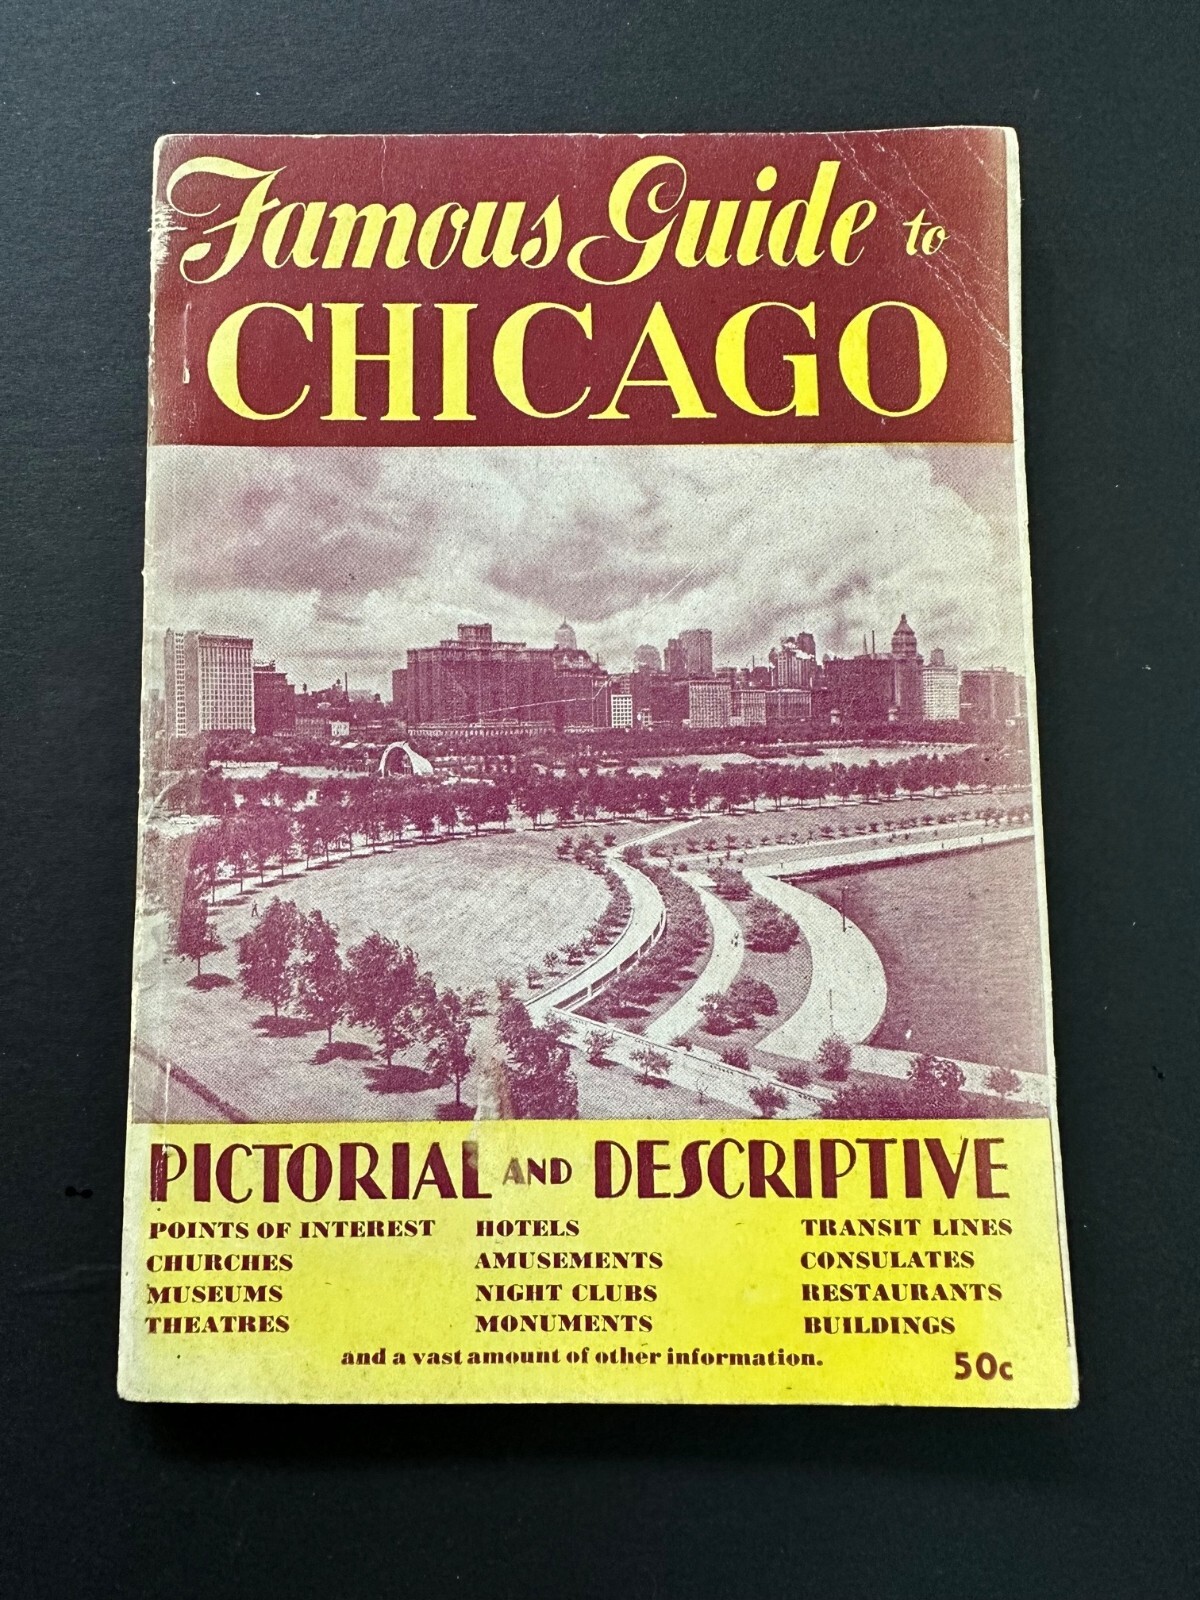 Famous Guide to
CHICAGO
PICTORIAL AND DESCRIPTIVE
POINTS OF INTEREST HOTELS TRANSIT LINES
CHURCHES AMUSEMENTS CONSULATES
MUSEUMS NIGHT CLUBS RESTAURANTS
THEATRES MONUMENTS BUILDINGS
and a vast amount of other information.
50c